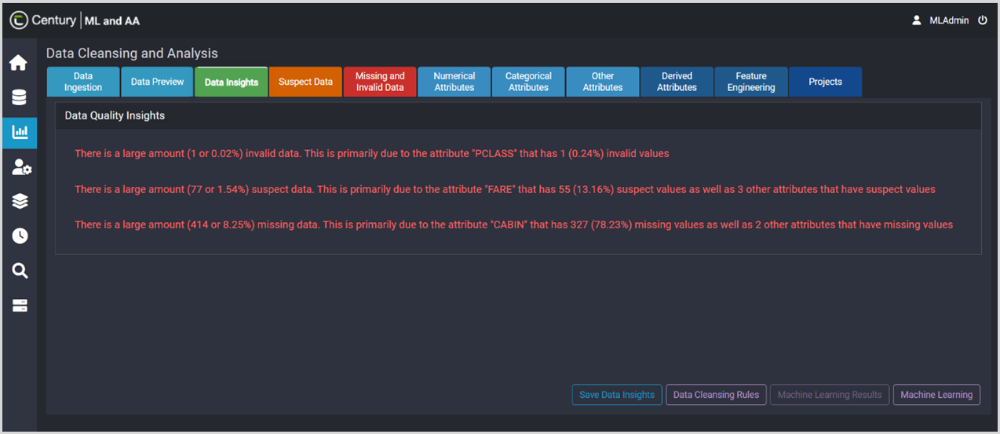 Century | ML and AA
MLAdmin
Data Cleansing and Analysis
Data
Ingestion
Data Preview
Data Insights
Suspect Data
Missing and
Invalid Data
Numerical
Attributes
Categorical
Attributes
Other
Attributes
Derived
Attributes
Feature
Engineering
Projects
Data Quality Insights
There is a large amount (1 or 0.02%) invalid data. This is primarily due to the attribute "PCLASS" that has 1 (0.24%) invalid values
There is a large amount (77 or 1.54%) suspect data. This is primarily due to the attribute "FARE" that has 55 (13.16%) suspect values as well as 3 other attributes that have suspect values
There is a large amount (414 or 8.25%) missing data. This is primarily due to the attribute "CABIN" that has 327 (78.23%) missing values as well as 2 other attributes that have missing values
Save Data Insights
Data Cleansing Rules
Machine Learning Results
Machine Learning